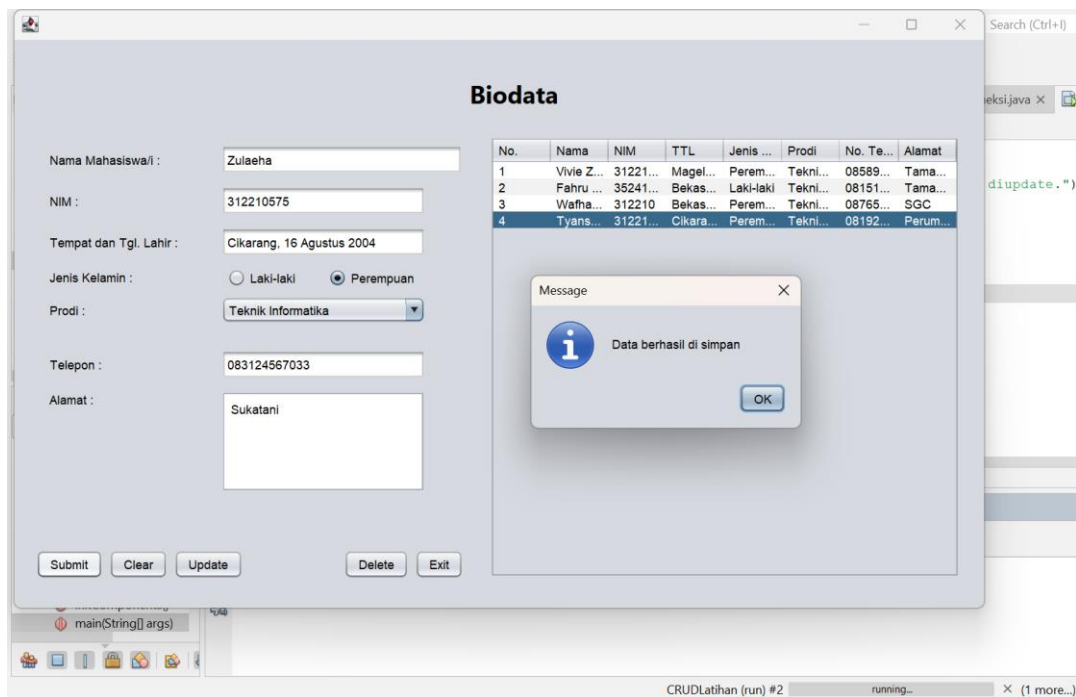 Search (Ctrl+I)
Biodata
eksi.java
diupdate.")
Nama Mahasiswa/i :
Zulaeha
NIM :
312210575
Tempat dan Tgl. Lahir :
Cikarang, 16 Agustus 2004
Jenis Kelamin :
Laki-laki
Perempuan
Prodi :
Teknik Informatika
Telepon :
083124567033
Alamat :
Sukatani
No. Nama NIM TTL Jenis ... Prodi No. Te... Alamat
1 Vivie Z... 31221... Magel... Perem... Tekni... 08589... Tama...
2 Fahru ... 35241... Bekas... Laki-laki Tekni... 08151... Tama...
3 Wafha... 312210 Bekas... Perem... Tekni... 08765... SGC
4 Tyans... 31221... Cikara... Perem... Tekni... 08192... Perum...
Message
Data berhasil di simpan
OK
Submit
Clear
Update
Delete
Exit
main(String[] args)
CRUDLatihan (run) #2
running...
(1 more...)